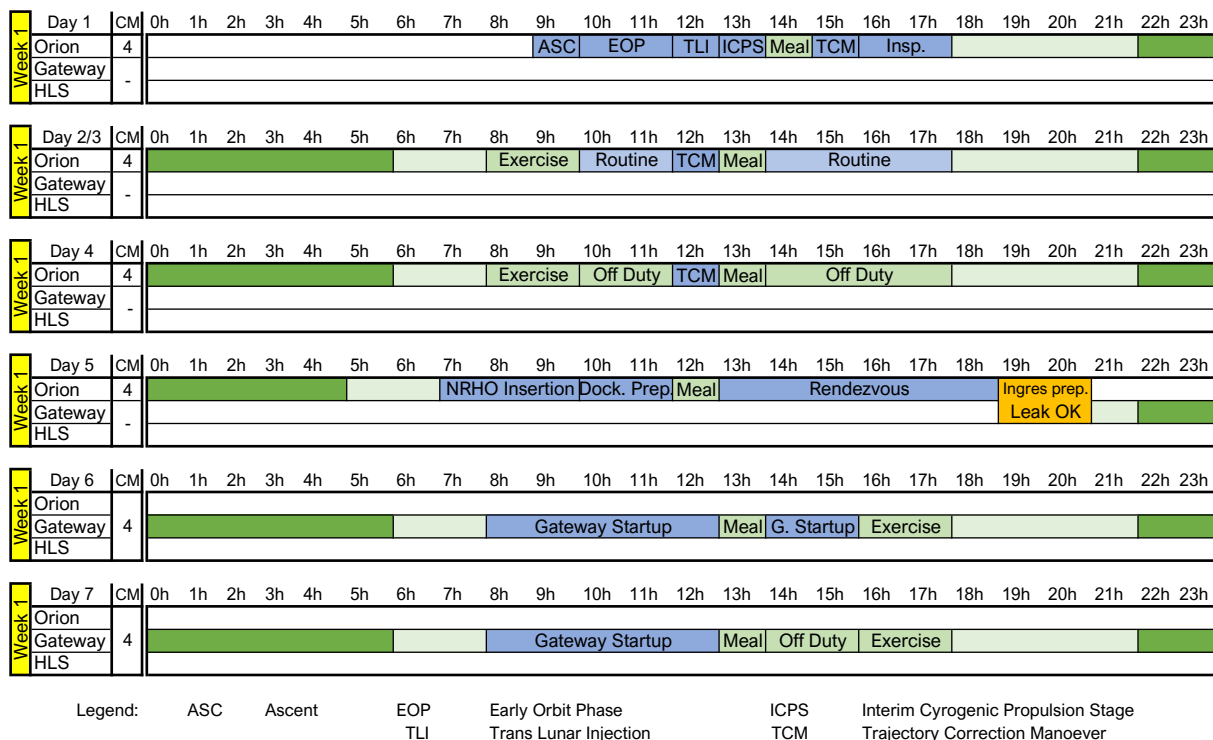 Week 1
Day 1 CM 0h 1h 2h 3h 4h 5h 6h 7h 8h 9h 10h 11h 12h 13h 14h 15h 16h 17h 18h 19h 20h 21h 22h 23h
Orion 4 ASC EOP TLI ICPS Meal TCM Insp.
Gateway -
HLS
Week 1
Day 2/3 CM 0h 1h 2h 3h 4h 5h 6h 7h 8h 9h 10h 11h 12h 13h 14h 15h 16h 17h 18h 19h 20h 21h 22h 23h
Orion 4 Exercise Routine TCM Meal Routine
Gateway -
HLS
Week 1
Day 4 CM 0h 1h 2h 3h 4h 5h 6h 7h 8h 9h 10h 11h 12h 13h 14h 15h 16h 17h 18h 19h 20h 21h 22h 23h
Orion 4 Exercise Off Duty TCM Meal Off Duty
Gateway -
HLS
Week 1
Day 5 CM 0h 1h 2h 3h 4h 5h 6h 7h 8h 9h 10h 11h 12h 13h 14h 15h 16h 17h 18h 19h 20h 21h 22h 23h
Orion 4 NRHO Insertion Dock. Prep. Meal Rendezvous Ingres prep.
Gateway - Leak OK
HLS
Week 1
Day 6 CM 0h 1h 2h 3h 4h 5h 6h 7h 8h 9h 10h 11h 12h 13h 14h 15h 16h 17h 18h 19h 20h 21h 22h 23h
Orion
Gateway 4 Gateway Startup Meal G. Startup Exercise
HLS
Week 1
Day 7 CM 0h 1h 2h 3h 4h 5h 6h 7h 8h 9h 10h 11h 12h 13h 14h 15h 16h 17h 18h 19h 20h 21h 22h 23h
Orion
Gateway 4 Gateway Startup Meal Off Duty Exercise
HLS
Legend: ASC Ascent EOP Early Orbit Phase ICPS Interim Cyrogenic Propulsion Stage
TLI Trans Lunar Injection TCM Trajectory Correction Manoever